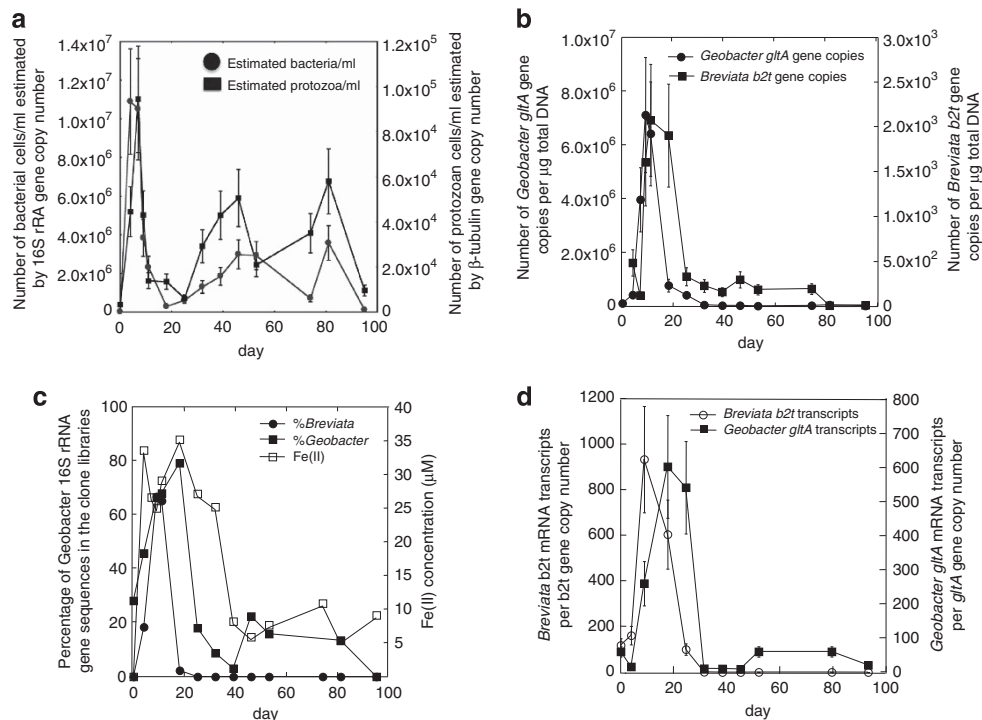 a
1.4x10⁷
1.2x10⁷
1.0x10⁷
8.0x10⁶
6.0x10⁶
4.0x10⁶
2.0x10⁶
0
1.2x10⁵
1.0x10⁵
8.0x10⁴
6.0x10⁴
4.0x10⁴
2.0x10⁴
0
Estimated bacteria/ml
Estimated protozoa/ml
Number of bacterial cells/ml estimated
by 16S rRA gene copy number
Number of protozoan cells/ml estimated
by β-tubulin gene copy number
0 20 40 60 80 100
day
b
1.0x10⁷
8.0x10⁶
6.0x10⁶
4.0x10⁶
2.0x10⁶
0
3.0x10³
2.5x10³
2.0x10³
1.5x10³
1.0x10³
5.0x10²
0
Geobacter gltA gene copies
Breviata b2t gene copies
Number of Geobacter gltA gene
copies per µg total DNA
Number of Breviata b2t gene
copies per µg total DNA
0 20 40 60 80 100
day
c
100
80
60
40
20
0
40
35
30
25
20
15
10
5
%Breviata
%Geobacter
Fe(II)
Percentage of Geobacter 16S rRNA
gene sequences in the clone libraries
Fe(II) concentration (µM)
0 20 40 60 80 100
day
d
1200
1000
800
600
400
200
0
800
700
600
500
400
300
200
100
0
Breviata b2t transcripts
Geobacter gltA transcripts
Breviata b2t mRNA transcripts
per b2t gene copy number
Geobacter gltA mRNA transcripts
per gltA gene copy number
0 20 40 60 80 100
day